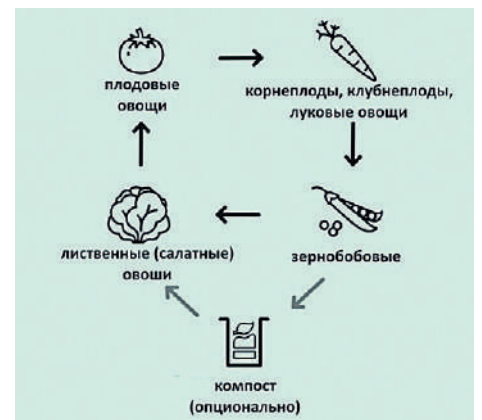 плодовые
овощи
корнеплоды, клубнеплоды,
луковые овощи
лиственные (салатные)
овоши
зернобобовые
компост
(опционально)